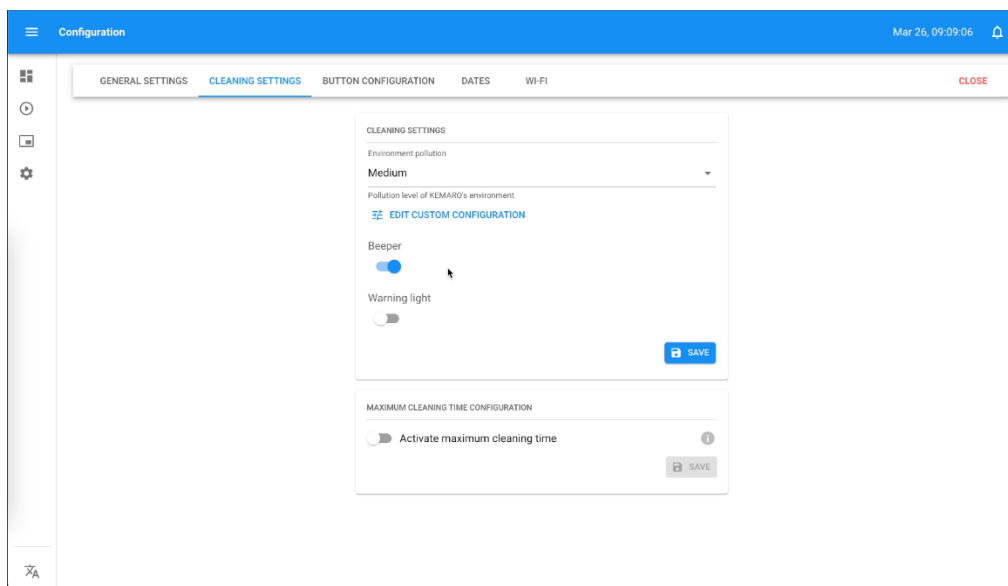 Configuration
Mar 26, 09:09:06
GENERAL SETTINGS CLEANING SETTINGS BUTTON CONFIGURATION DATES WI-FI CLOSE
CLEANING SETTINGS
Environment pollution
Medium
Pollution level of KEMARO's environment
EDIT CUSTOM CONFIGURATION
Beeper
Warning light
SAVE
MAXIMUM CLEANING TIME CONFIGURATION
Activate maximum cleaning time
SAVE